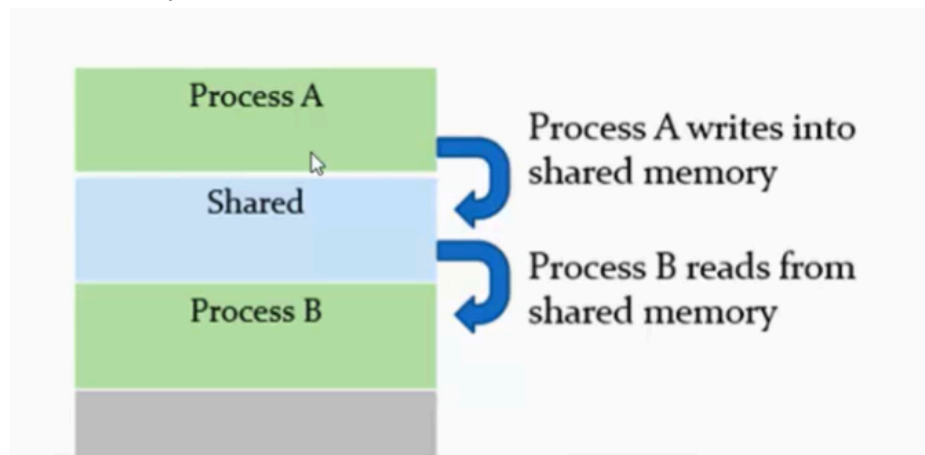 Process A
Process A writes into
shared memory
Shared
Process B reads from
shared memory
Process B